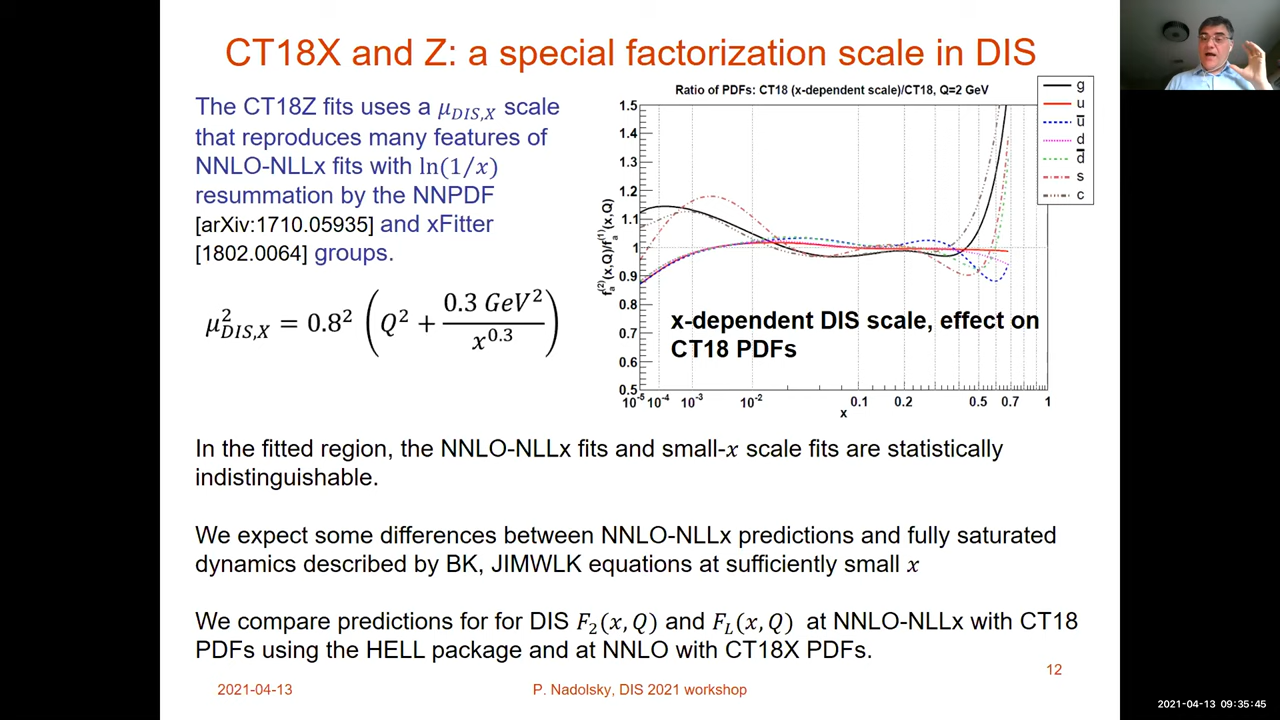 CT18X and Z: a special factorization scale in DIS
The CT18Z fits uses a μ_{DIS,X} scale
that reproduces many features of
NNLO-NLLx fits with ln(1/x)
resummation by the NNPDF
[arXiv:1710.05935] and xFitter
[1802.0064] groups.
μ²_{DIS,X} = 0.8² (Q² + 0.3 GeV² / x^{0.3})
Ratio of PDFs: CT18 (x-dependent scale)/CT18, Q=2 GeV
g
u
u̅
d
d̅
s
c
f_a^{(2)}(x,Q)/f_a^{(1)}(x,Q)
1.5
1.4
1.3
1.2
1.1
1
0.9
0.8
0.7
0.6
0.5
x-dependent DIS scale, effect on
CT18 PDFs
10⁻⁵ 10⁻⁴ 10⁻³ 10⁻² 0.1 0.2 0.5 0.7 1
x
In the fitted region, the NNLO-NLLx fits and small-x scale fits are statistically
indistinguishable.
We expect some differences between NNLO-NLLx predictions and fully saturated
dynamics described by BK, JIMWLK equations at sufficiently small x
We compare predictions for for DIS F₂(x,Q) and F_L(x,Q) at NNLO-NLLx with CT18
PDFs using the HELL package and at NNLO with CT18X PDFs.
12
2021-04-13 P. Nadolsky, DIS 2021 workshop
2021-04-13 09:35:45